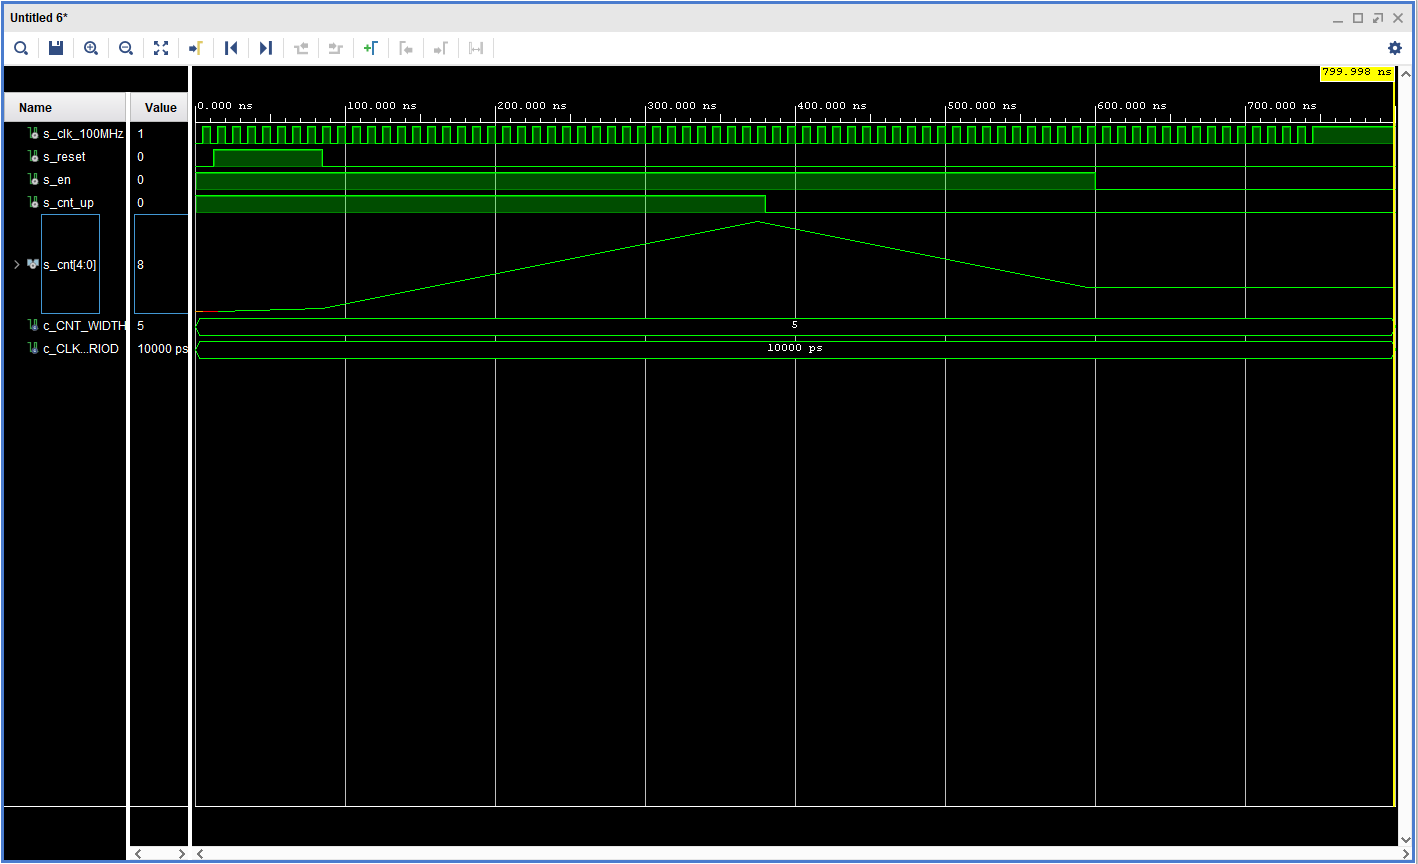 Untitled 6*
799.998 ns
Name Value
0.000 ns 100.000 ns 200.000 ns 300.000 ns 400.000 ns 500.000 ns 600.000 ns 700.000 ns
s_clk_100MHz 1
s_reset 0
s_en 0
s_cnt_up 0
s_cnt[4:0] 8
c_CNT_WIDTH 5 5
c_CLK...RIOD 10000 ps 10000 ps